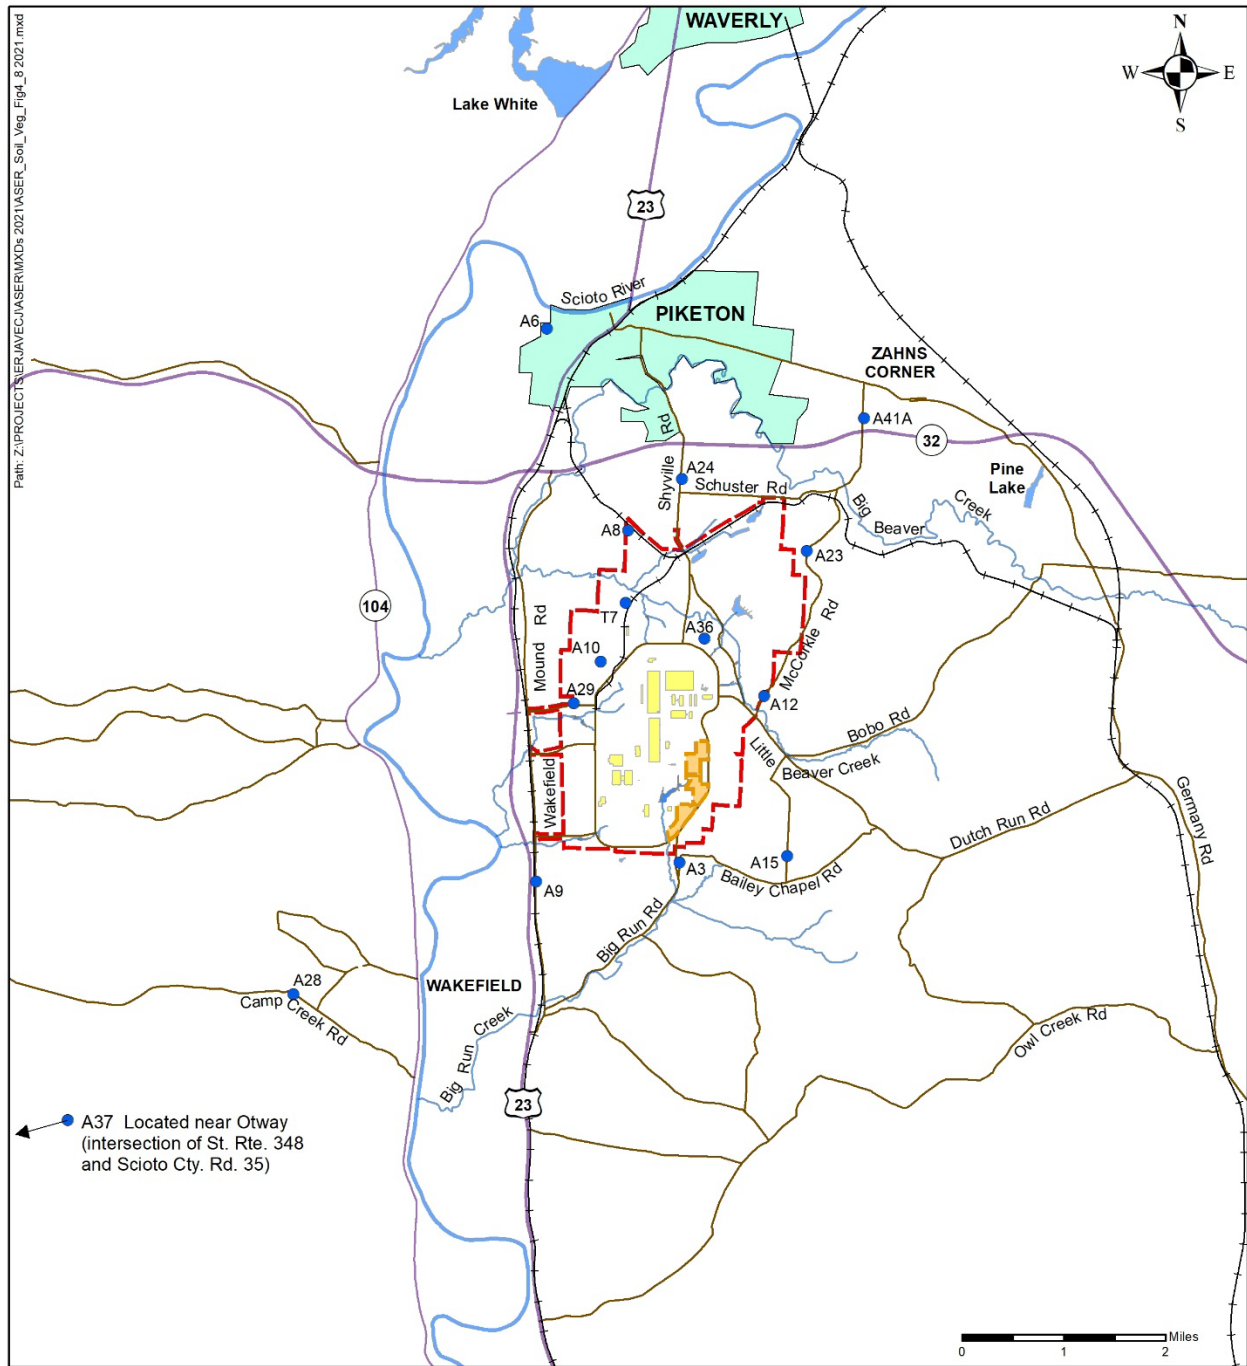 Path: Z:\PROJECTS\ERJAVECJ\ASER\MXDs 2021\ASER_Soil_Veg_Fig4_8 2021.mxd
WAVERLY
N
W
E
S
Lake White
23
Scioto River
PIKETON
A6
ZAHNS
CORNER
A41A
32
Shyville Rd
A24
Schuster Rd
Pine
Lake
Big Beaver Creek
A8
A23
104
T7
Mound Rd
A36
McCorkle Rd
A10
A29
A12
Bobo Rd
Little
Beaver Creek
Wakefield
Germany Rd
Dutch Run Rd
A15
A3
Bailey Chapel Rd
A9
Big Run Rd
A28
WAKEFIELD
Camp Creek Rd
Big Run Creek
Owl Creek Rd
23
A37 Located near Otway
(intersection of St. Rte. 348
and Scioto Cty. Rd. 35)
Miles
0 1 2